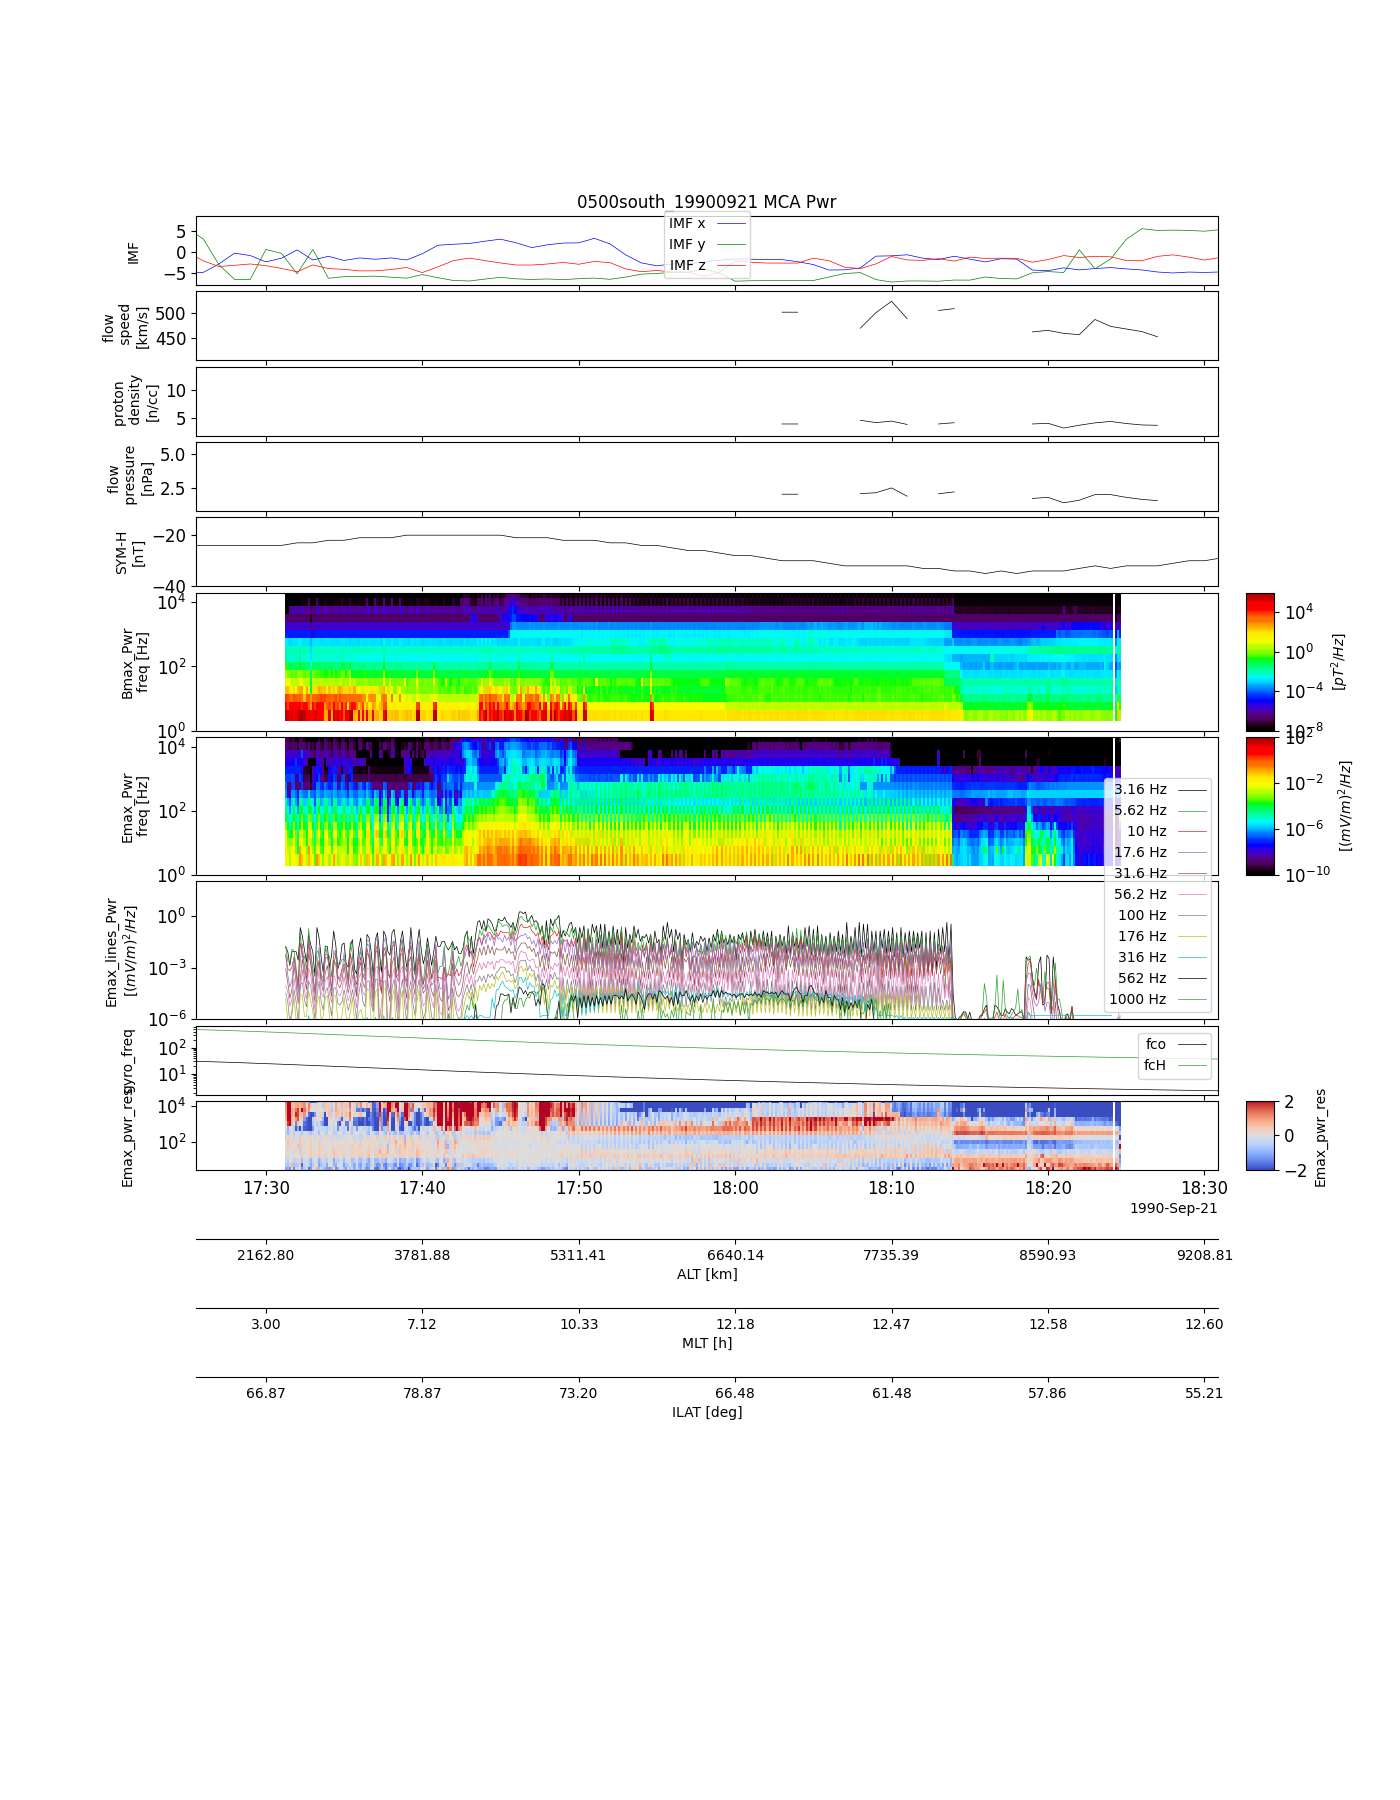 0500south_19900921 MCA Pwr
IMF
5
0
−5
IMF x
IMF y
IMF z
flow
speed
[km/s]
500
450
proton
density
[n/cc]
10
5
flow
pressure
[nPa]
5.0
2.5
SYM-H
[nT]
−20
−40
Bmax_Pwr
freq [Hz]
10^4
10^2
10^0
10^4
10^0
10^−4
10^−8
[pT^2/Hz]
Emax_Pwr
freq [Hz]
10^4
10^2
10^0
10^2
10^−2
10^−6
10^−10
[(mV/m)^2/Hz]
3.16 Hz
5.62 Hz
10 Hz
17.6 Hz
31.6 Hz
56.2 Hz
100 Hz
176 Hz
316 Hz
562 Hz
1000 Hz
Emax_lines_Pwr
[(mV/m)^2/Hz]
10^0
10^−3
10^−6
gyro_freq
10^2
10^1
fco
fcH
Emax_pwr_res
10^4
10^2
2
0
−2
Emax_pwr_res
17:30 17:40 17:50 18:00 18:10 18:20 18:30
1990-Sep-21
2162.80 3781.88 5311.41 6640.14 7735.39 8590.93 9208.81
ALT [km]
3.00 7.12 10.33 12.18 12.47 12.58 12.60
MLT [h]
66.87 78.87 73.20 66.48 61.48 57.86 55.21
ILAT [deg]